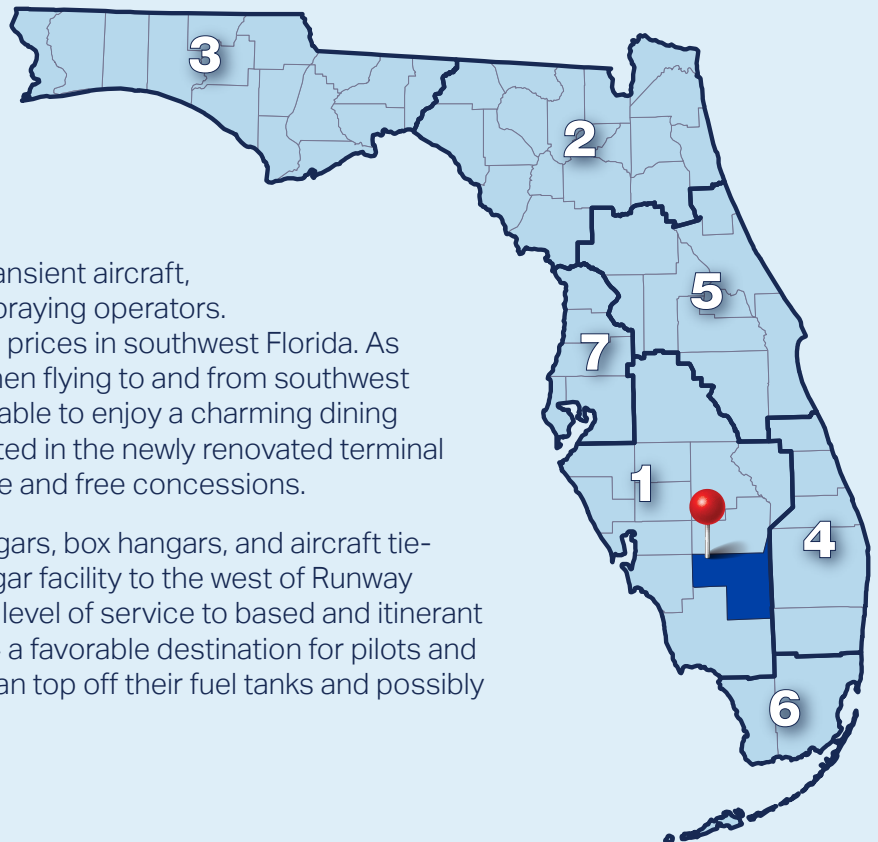 3
2
ansient aircraft,
praying operators.
prices in southwest Florida. As
hen flying to and from southwest
able to enjoy a charming dining
ted in the newly renovated terminal
e and free concessions.
gars, box hangars, and aircraft tie-
gar facility to the west of Runway
level of service to based and itinerant
a favorable destination for pilots and
an top off their fuel tanks and possibly
5
7
1
4
6